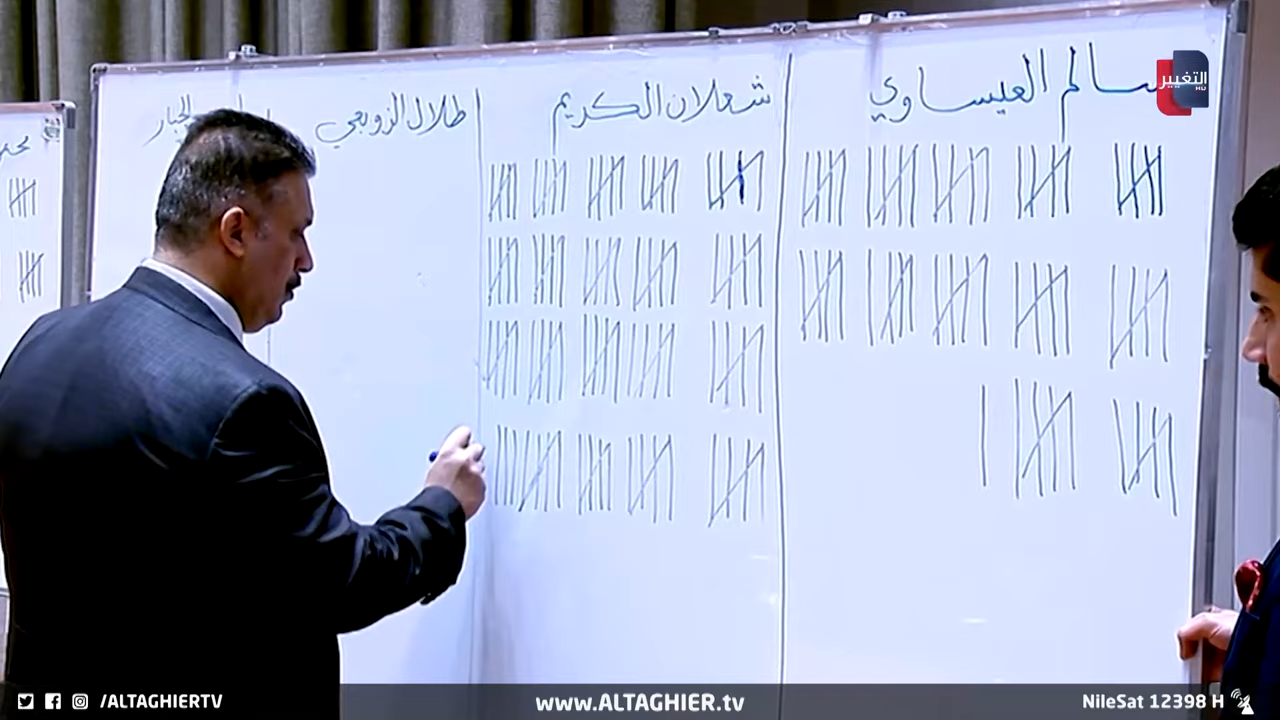 سالم العيساوي
شعلان الكريم
طلال الزوبعي
التغيير
/ALTAGHIERTV
www.ALTAGHIER.tv
NileSat 12398 H